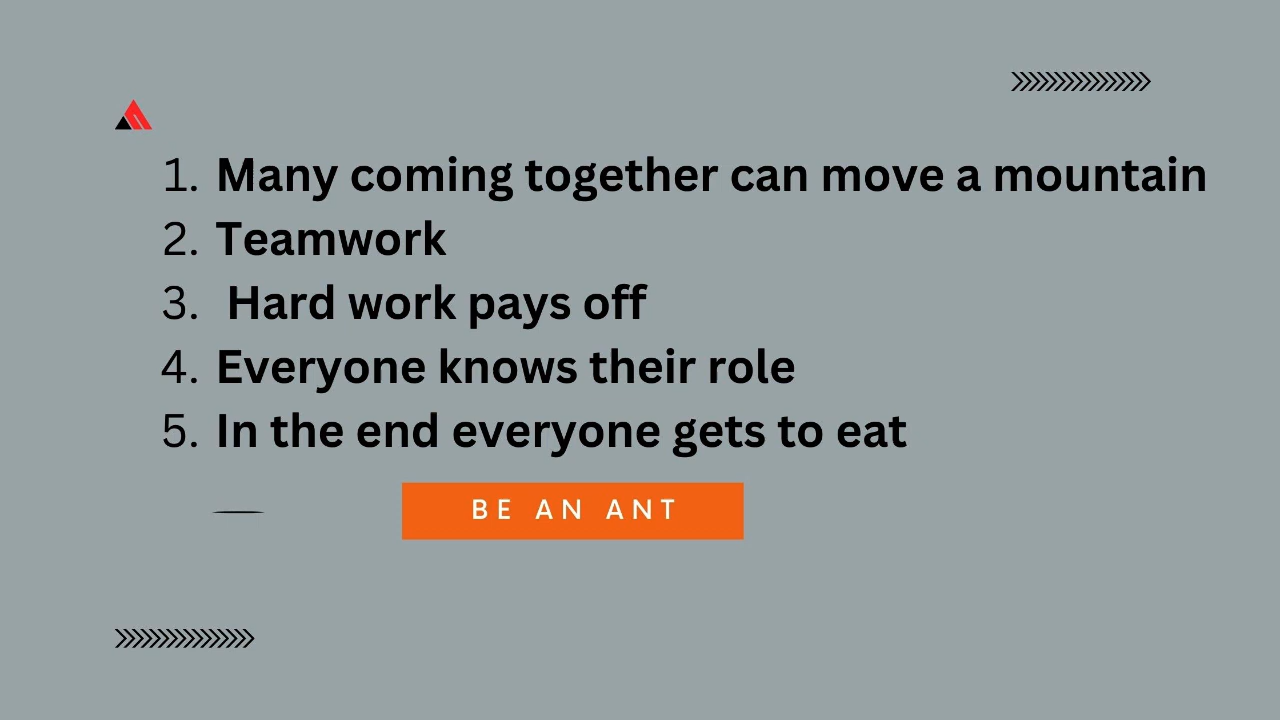 1. Many coming together can move a mountain
2. Teamwork
3. Hard work pays off
4. Everyone knows their role
5. In the end everyone gets to eat
BE AN ANT